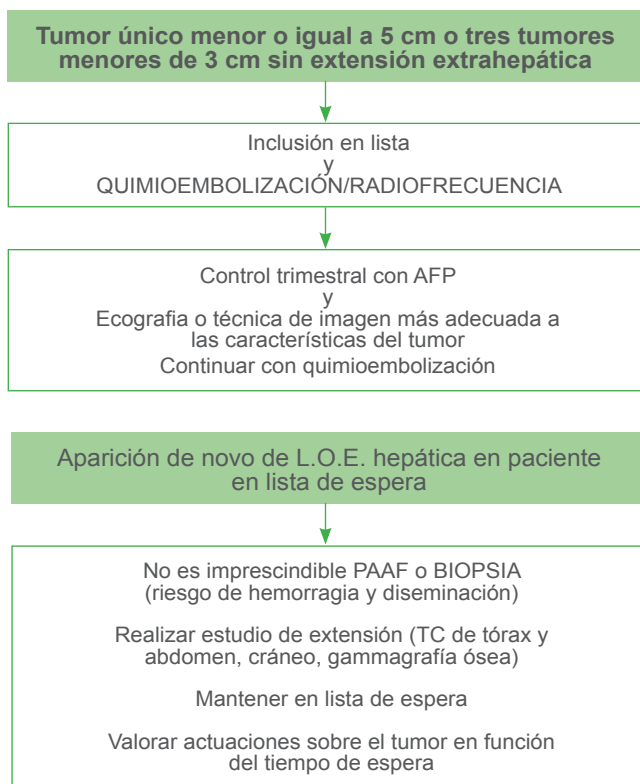 Tumor único menor o igual a 5 cm o tres tumores
menores de 3 cm sin extensión extrahepática
Inclusión en lista
y
QUIMIOEMBOLIZACIÓN/RADIOFRECUENCIA
Control trimestral con AFP
y
Ecografia o técnica de imagen más adecuada a
las características del tumor
Continuar con quimioembolización
Aparición de novo de L.O.E. hepática en paciente
en lista de espera
No es imprescindible PAAF o BIOPSIA
(riesgo de hemorragia y diseminación)
Realizar estudio de extensión (TC de tórax y
abdomen, cráneo, gammagrafía ósea)
Mantener en lista de espera
Valorar actuaciones sobre el tumor en función
del tiempo de espera